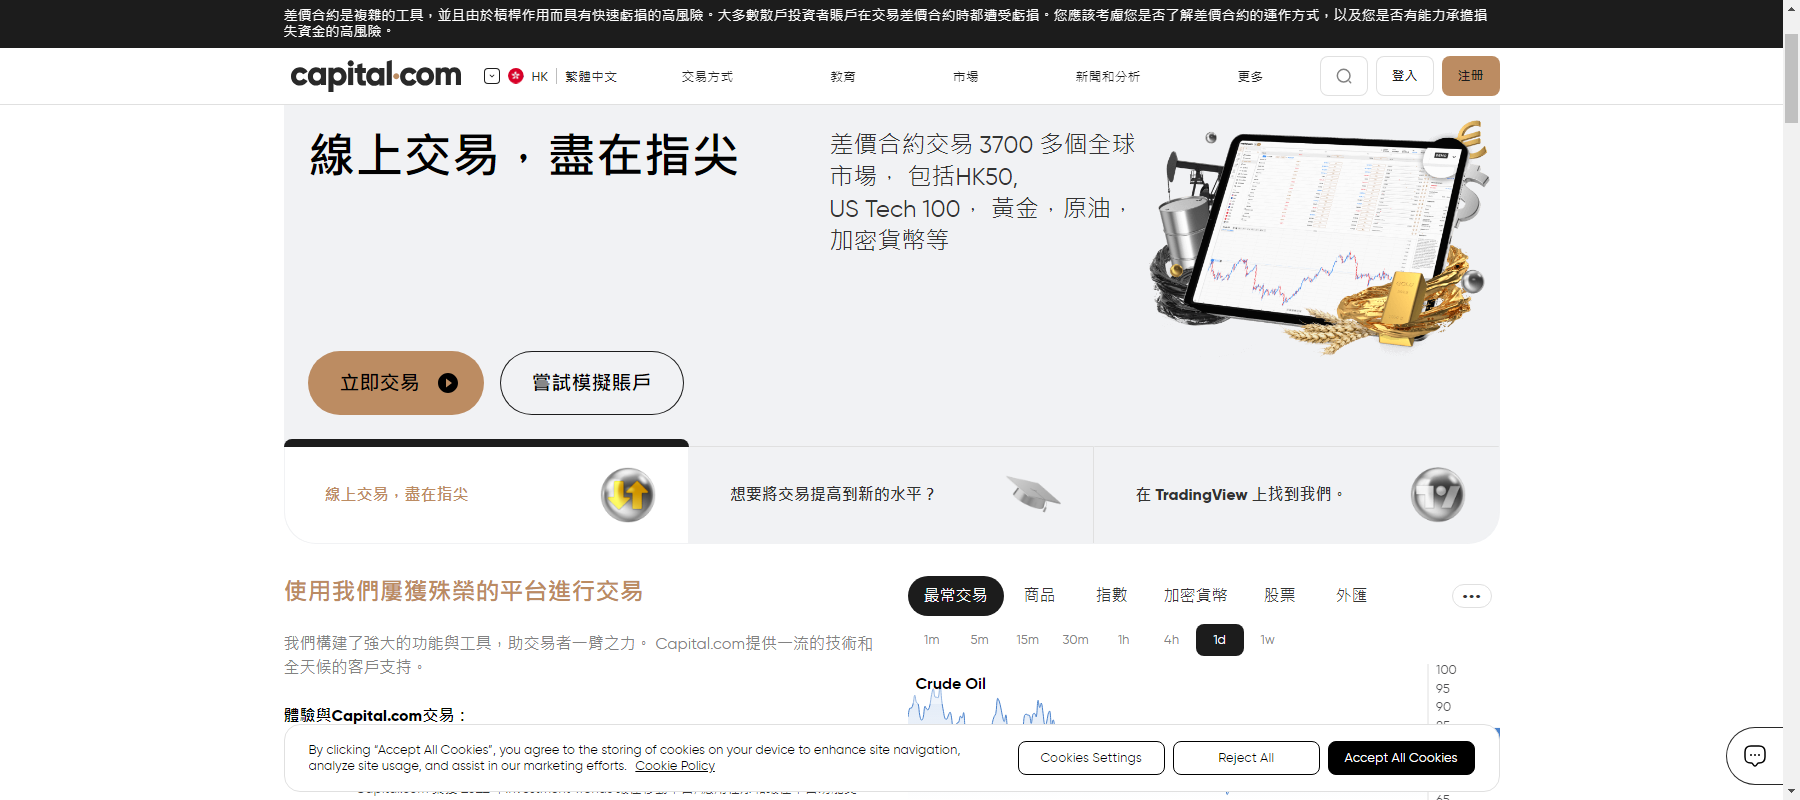 差價合約是複雜的工具，並且由於槓桿作用而具有快速虧損的高風險。大多數散戶投資者賬戶在交易差價合約時都遭受虧損。您應該考慮您是否了解差價合約的運作方式，以及您是否有能力承擔損
失資金的高風險。
capital.com
HK 繁體中文
交易方式
教育
市場
新聞和分析
更多
登入
注册
線上交易，盡在指尖
差價合約交易 3700 多個全球
市場， 包括HK50,
US Tech 100， 黃金，原油，
加密貨幣等
立即交易
嘗試模擬賬戶
線上交易，盡在指尖
想要將交易提高到新的水平？
在 TradingView 上找到我們。
使用我們屢獲殊榮的平台進行交易
我們構建了強大的功能與工具，助交易者一臂之力。 Capital.com提供一流的技術和
全天候的客戶支持。
體驗與Capital.com交易：
最常交易
商品
指數
加密貨幣
股票
外匯
1m
5m
15m
30m
1h
4h
1d
1w
Crude Oil
100
95
90
By clicking “Accept All Cookies”, you agree to the storing of cookies on your device to enhance site navigation,
analyze site usage, and assist in our marketing efforts. Cookie Policy
Cookies Settings
Reject All
Accept All Cookies